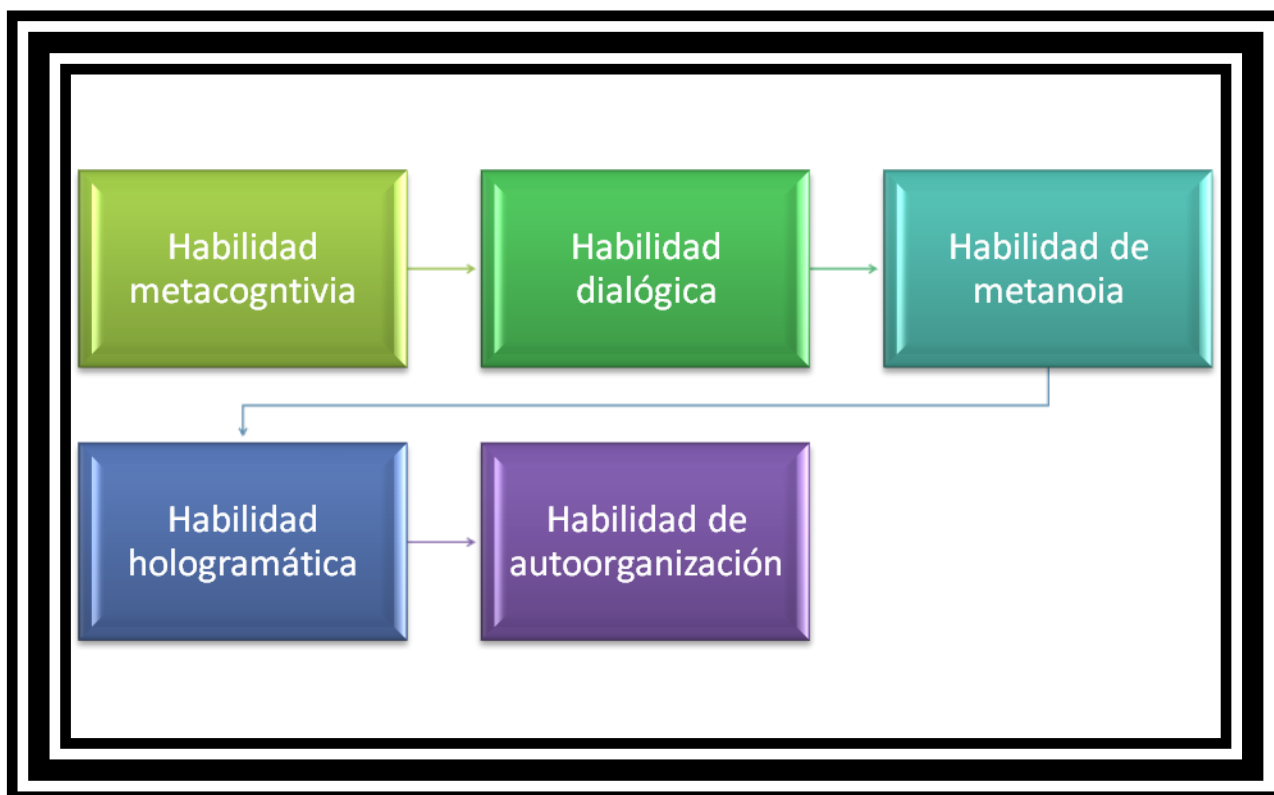 Habilidad
metacogntivia
Habilidad
dialógica
Habilidad de
metanoia
Habilidad
hologramática
Habilidad de
autoorganización